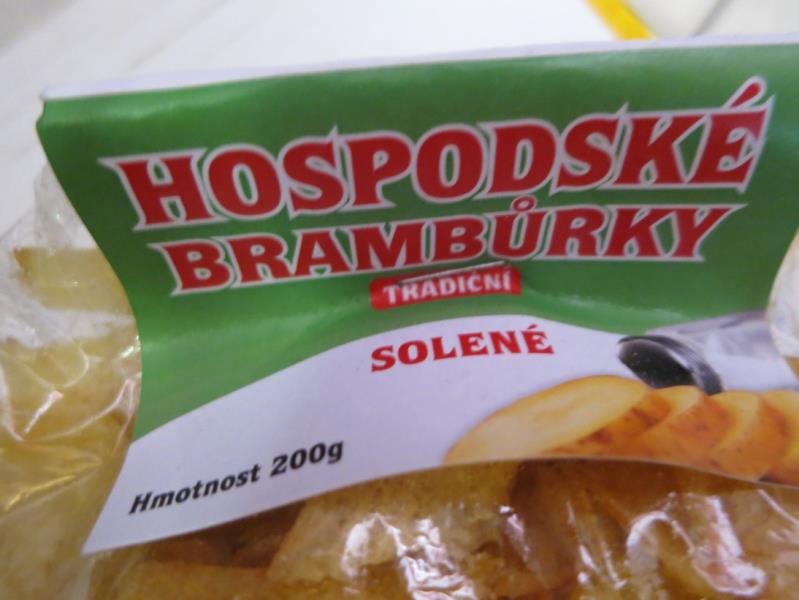 HOSPODSKÉ
BRAMBŮRKY
TRADIČNÍ
SOLENÉ
Hmotnost 200g